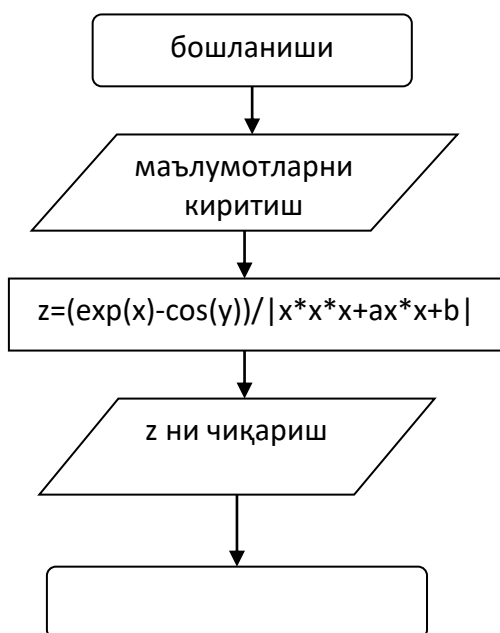 бошланиши
маълумотларни
киритиш
z=(exp(x)-cos(y))/|x*x*x+ax*x+b|
z ни чиқариш